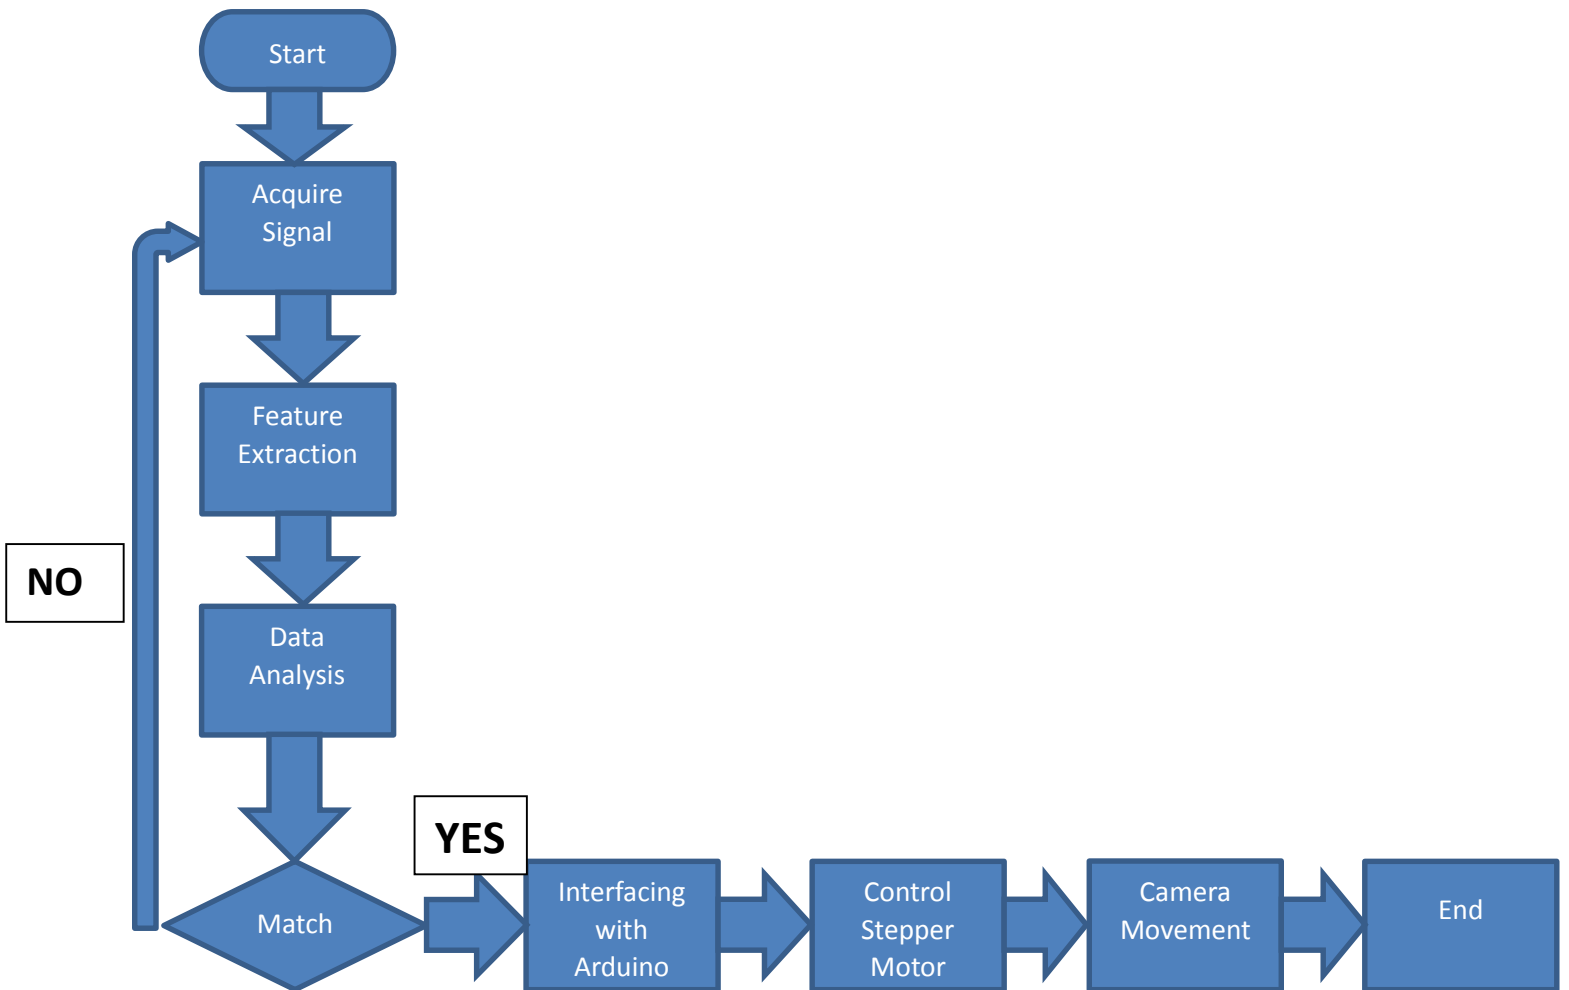 Start
Acquire
Signal
Feature
Extraction
NO
Data
Analysis
YES
Match
Interfacing
with
Arduino
Control
Stepper
Motor
Camera
Movement
End